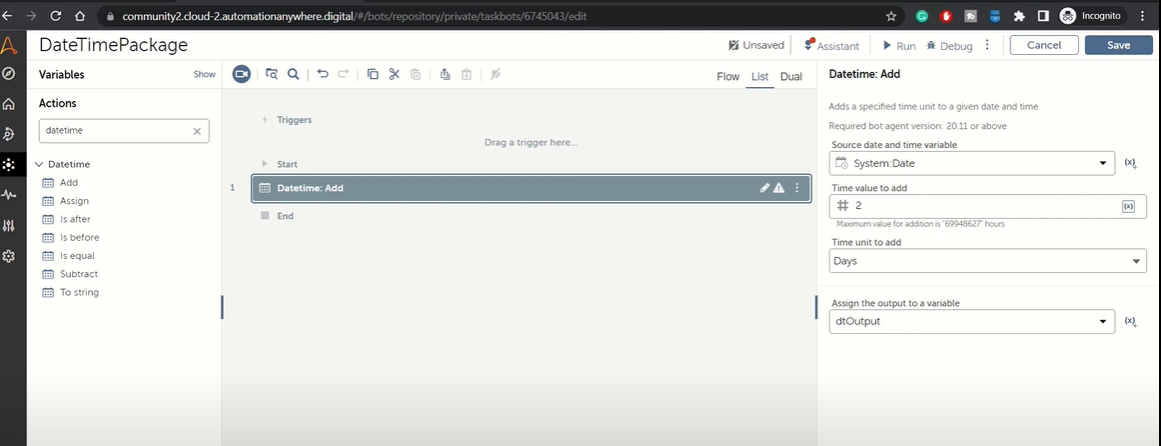 community2.cloud-2.automationanywhere.digital/#/bots/repository/private/taskbots/6745043/edit
Incognito
DateTimePackage
Unsaved
Assistant
Run
Debug
Cancel
Save
Variables
Show
Flow
List
Dual
Datetime: Add
Actions
datetime
Datetime
Add
Assign
Is after
Is before
Is equal
Subtract
To string
Triggers
Drag a trigger here...
Start
1
Datetime: Add
End
Adds a specified time unit to a given date and time
Required bot agent version: 20.11 or above
Source date and time variable
System:Date
(x)
Time value to add
2
(x)
Maximum value for addition is "69948627" hours
Time unit to add
Days
Assign the output to a variable
dtOutput
(x)